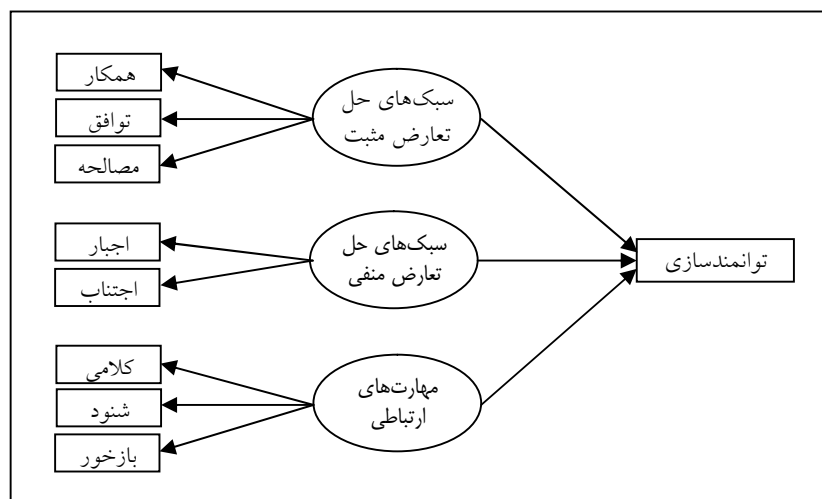 همکار
توافق
مصالحه
سبک‌های حل
تعارض مثبت
اجبار
اجتناب
سبک‌های حل
تعارض منفی
توانمندسازی
کلامی
شنود
بازخور
مهارت‌های
ارتباطی